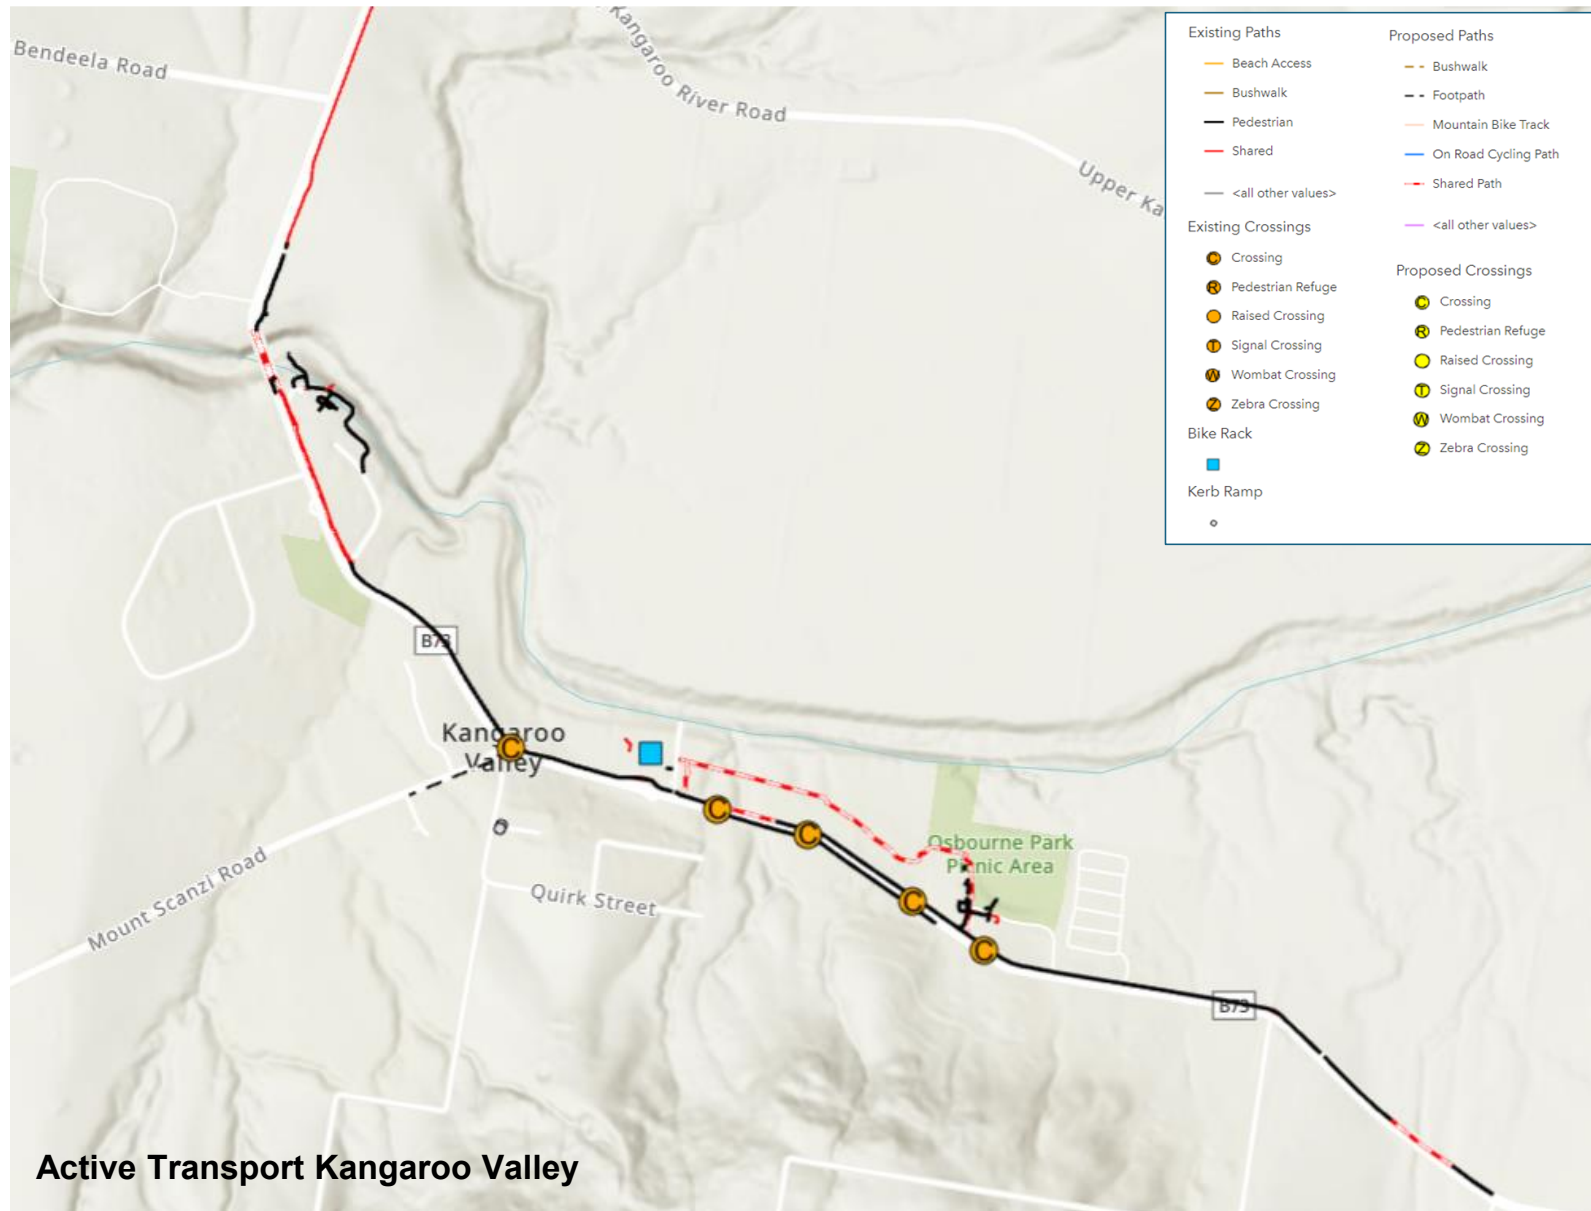 Bendeela Road
Kangaroo River Road
Upper Ka
B73
Kangaroo
Valley
Mount Scanzi Road
Quirk Street
Osbourne Park
Picnic Area
B73
Active Transport Kangaroo Valley
Existing Paths
Beach Access
Bushwalk
Pedestrian
Shared
<all other values>
Existing Crossings
C Crossing
R Pedestrian Refuge
Raised Crossing
T Signal Crossing
W Wombat Crossing
Z Zebra Crossing
Bike Rack
Kerb Ramp
Proposed Paths
Bushwalk
Footpath
Mountain Bike Track
On Road Cycling Path
Shared Path
<all other values>
Proposed Crossings
C Crossing
R Pedestrian Refuge
Raised Crossing
T Signal Crossing
W Wombat Crossing
Z Zebra Crossing
C
C
C
C
C